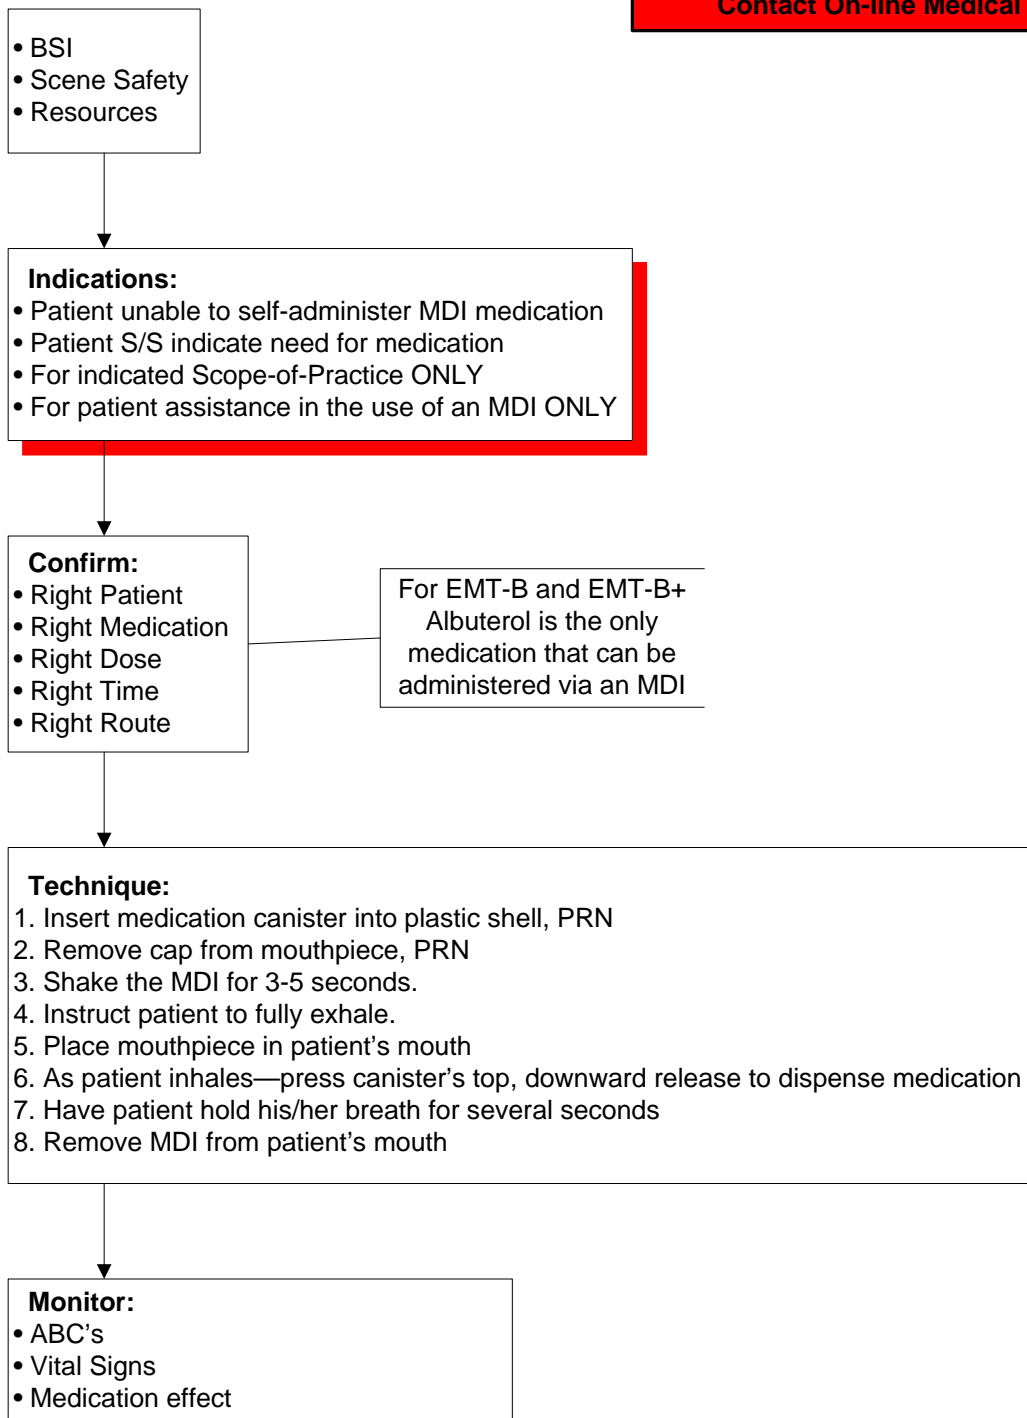 Contact On-line Medical
• BSI
• Scene Safety
• Resources
Indications:
• Patient unable to self-administer MDI medication
• Patient S/S indicate need for medication
• For indicated Scope-of-Practice ONLY
• For patient assistance in the use of an MDI ONLY
Confirm:
• Right Patient
• Right Medication
• Right Dose
• Right Time
• Right Route
For EMT-B and EMT-B+
Albuterol is the only
medication that can be
administered via an MDI
Technique:
1. Insert medication canister into plastic shell, PRN
2. Remove cap from mouthpiece, PRN
3. Shake the MDI for 3-5 seconds.
4. Instruct patient to fully exhale.
5. Place mouthpiece in patient’s mouth
6. As patient inhales—press canister’s top, downward release to dispense medication
7. Have patient hold his/her breath for several seconds
8. Remove MDI from patient’s mouth
Monitor:
• ABC’s
• Vital Signs
• Medication effect